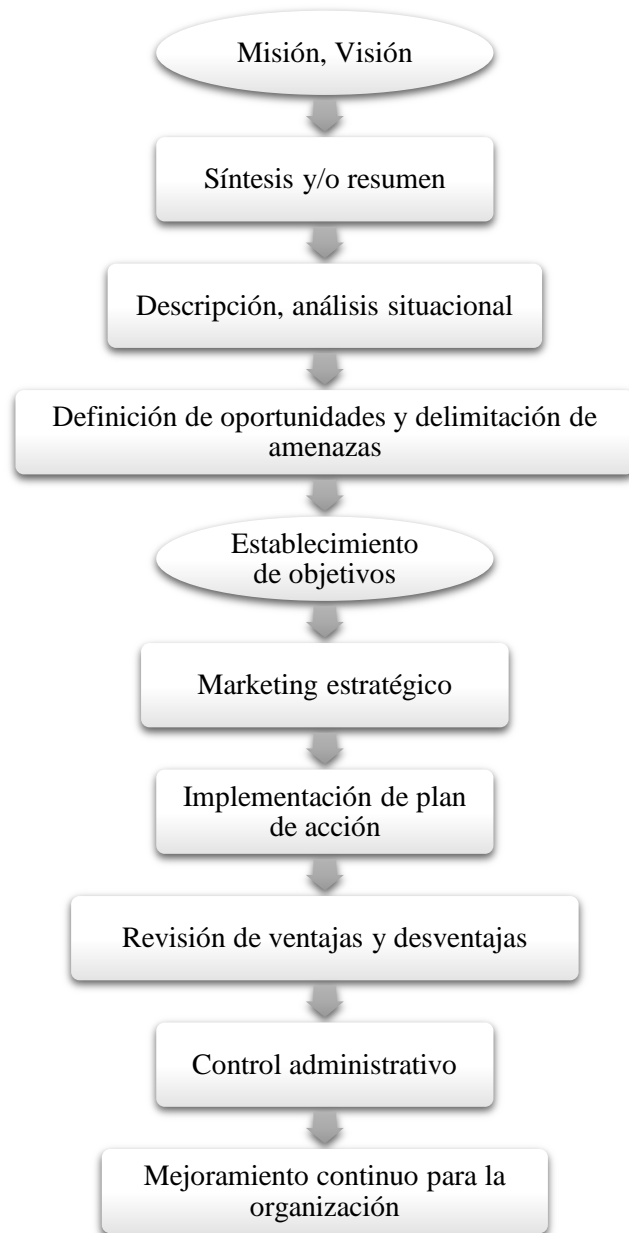 Misión, Visión
Síntesis y/o resumen
Descripción, análisis situacional
Definición de oportunidades y delimitación de
amenazas
Establecimiento
de objetivos
Marketing estratégico
Implementación de plan
de acción
Revisión de ventajas y desventajas
Control administrativo
Mejoramiento continuo para la
organización